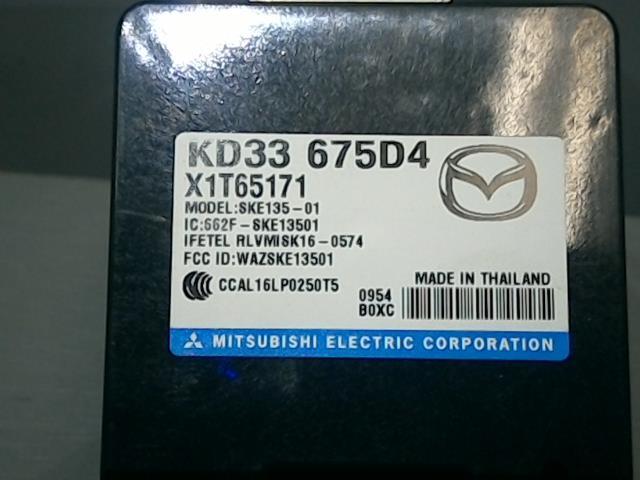 KD33 675D4
X1T65171
MODEL:SKE135-01
IC:662F-SKE13501
IFETEL RLVMISK16-0574
FCC ID:WAZSKE13501
CCAL16LP0250T5
MADE IN THAILAND
0954
B0XC
MITSUBISHI ELECTRIC CORPORATION